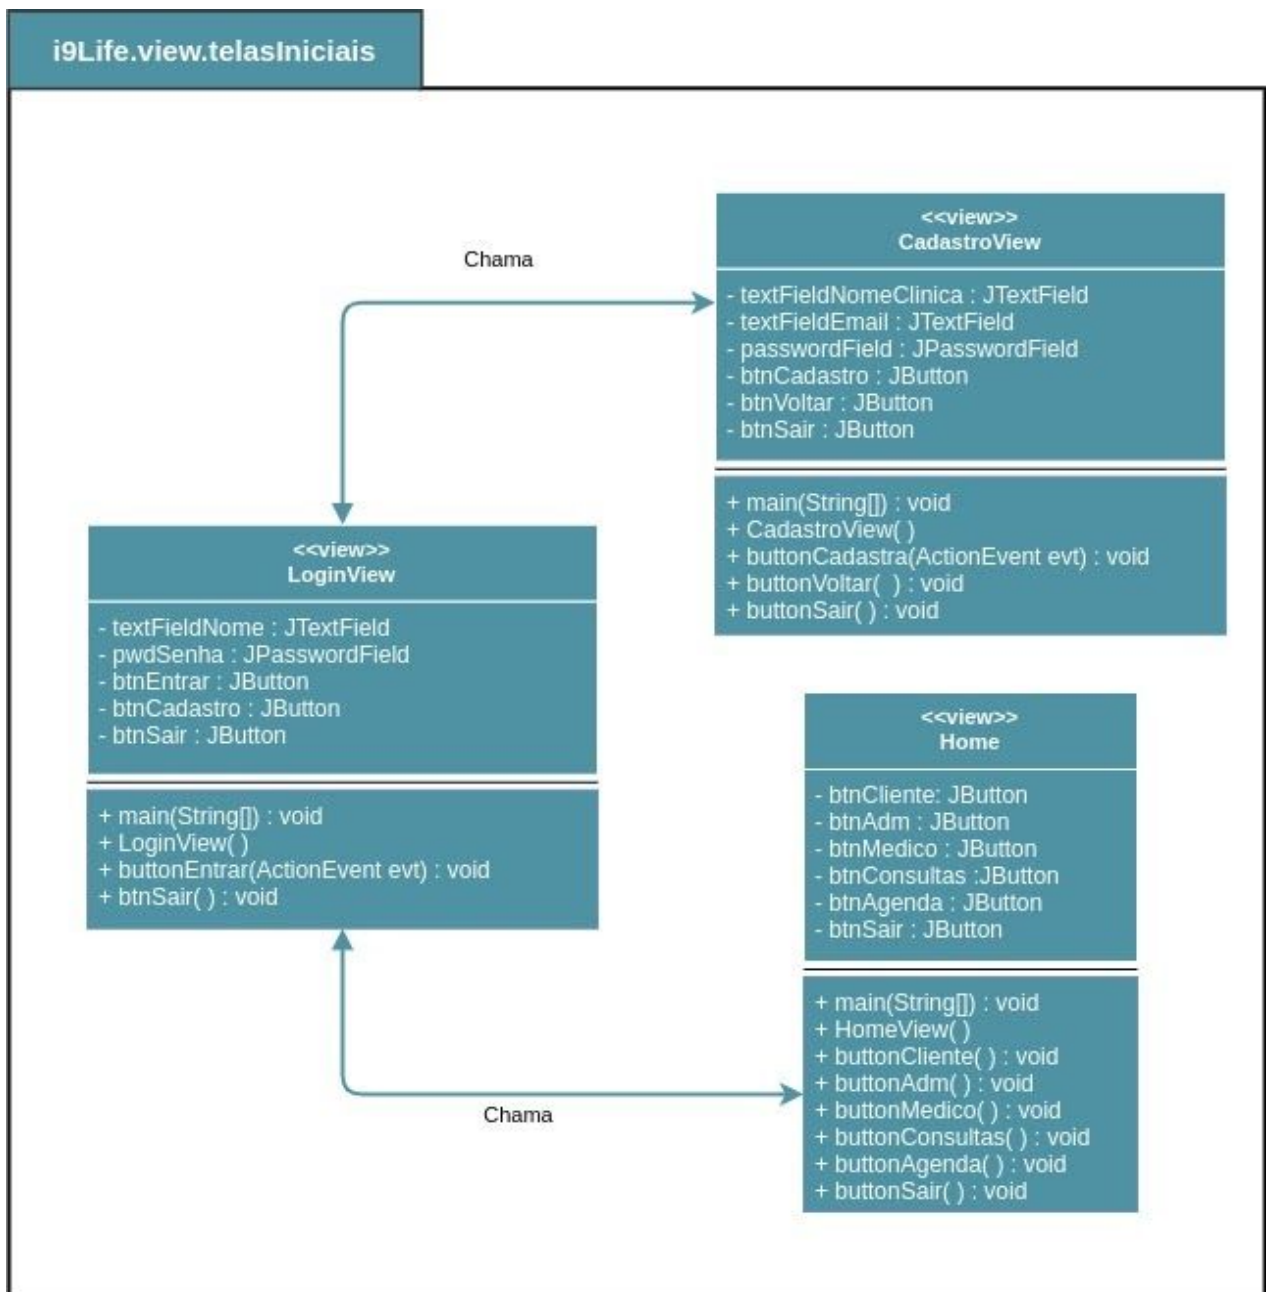 i9Life.view.telasIniciais
Chama
<<view>>
CadastroView
- textFieldNomeClinica : JTextField
- textFieldEmail : JTextField
- passwordField : JPasswordField
- btnCadastro : JButton
- btnVoltar : JButton
- btnSair : JButton
+ main(String[]) : void
+ CadastroView( )
+ buttonCadastra(ActionEvent evt) : void
+ buttonVoltar(  ) : void
+ buttonSair( ) : void
<<view>>
LoginView
- textFieldNome : JTextField
- pwdSenha : JPasswordField
- btnEntrar : JButton
- btnCadastro : JButton
- btnSair : JButton
+ main(String[]) : void
+ LoginView( )
+ buttonEntrar(ActionEvent evt) : void
+ btnSair( ) : void
<<view>>
Home
- btnCliente: JButton
- btnAdm : JButton
- btnMedico : JButton
- btnConsultas :JButton
- btnAgenda : JButton
- btnSair : JButton
+ main(String[]) : void
+ HomeView( )
+ buttonCliente( ) : void
+ buttonAdm( ) : void
+ buttonMedico( ) : void
+ buttonConsultas( ) : void
+ buttonAgenda( ) : void
+ buttonSair( ) : void
Chama